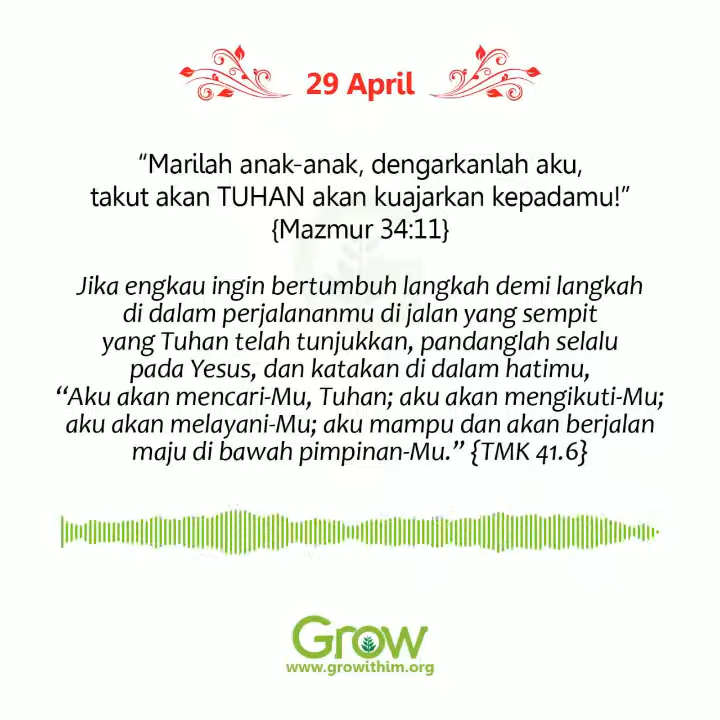 29 April
“Marilah anak-anak, dengarkanlah aku,
takut akan TUHAN akan kuajarkan kepadamu!”
{Mazmur 34:11}
Jika engkau ingin bertumbuh langkah demi langkah
di dalam perjalananmu di jalan yang sempit
yang Tuhan telah tunjukkan, pandanglah selalu
pada Yesus, dan katakan di dalam hatimu,
“Aku akan mencari-Mu, Tuhan; aku akan mengikuti-Mu;
aku akan melayani-Mu; aku mampu dan akan berjalan
maju di bawah pimpinan-Mu.” {TMK 41.6}
Grow
www.growithim.org